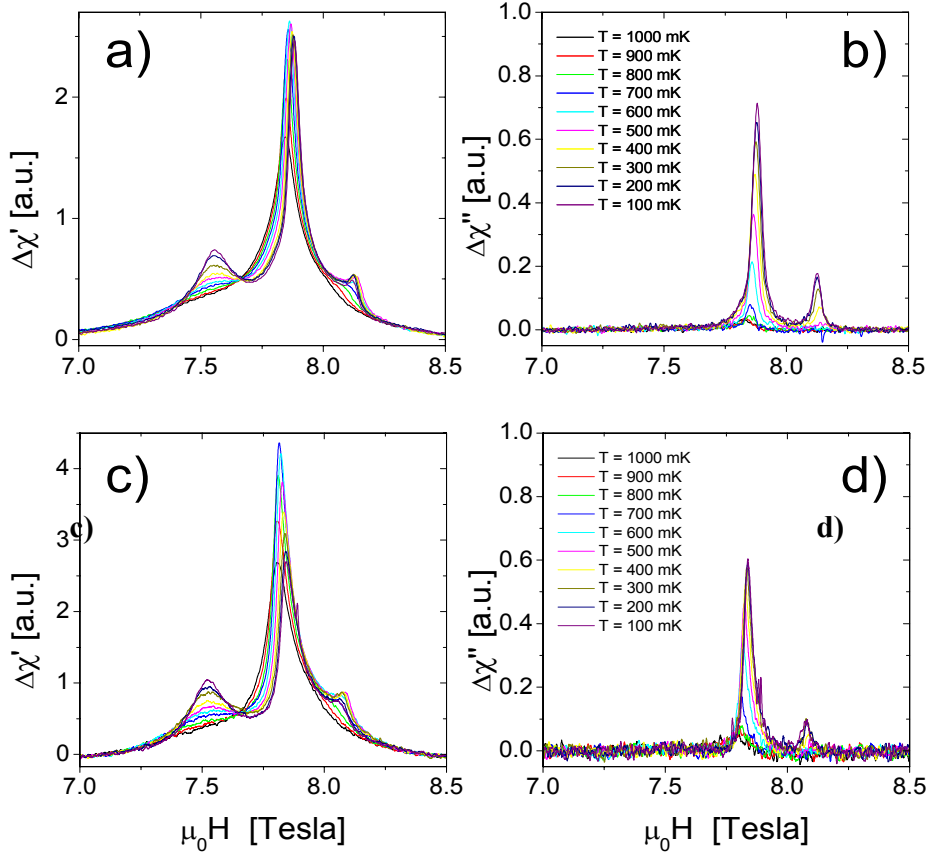 a)
2
1
0
Δχ' [a.u.]
7.0
7.5
8.0
8.5
b)
1.0
0.8
0.6
0.4
0.2
0.0
Δχ'' [a.u.]
T = 1000 mK
T = 900 mK
T = 800 mK
T = 700 mK
T = 600 mK
T = 500 mK
T = 400 mK
T = 300 mK
T = 200 mK
T = 100 mK
7.0
7.5
8.0
8.5
c)
4
3
2
1
0
c)
Δχ' [a.u.]
7.0
7.5
8.0
8.5
μ₀H [Tesla]
d)
1.0
0.8
0.6
0.4
0.2
0.0
d)
Δχ'' [a.u.]
T = 1000 mK
T = 900 mK
T = 800 mK
T = 700 mK
T = 600 mK
T = 500 mK
T = 400 mK
T = 300 mK
T = 200 mK
T = 100 mK
7.0
7.5
8.0
8.5
μ₀H [Tesla]